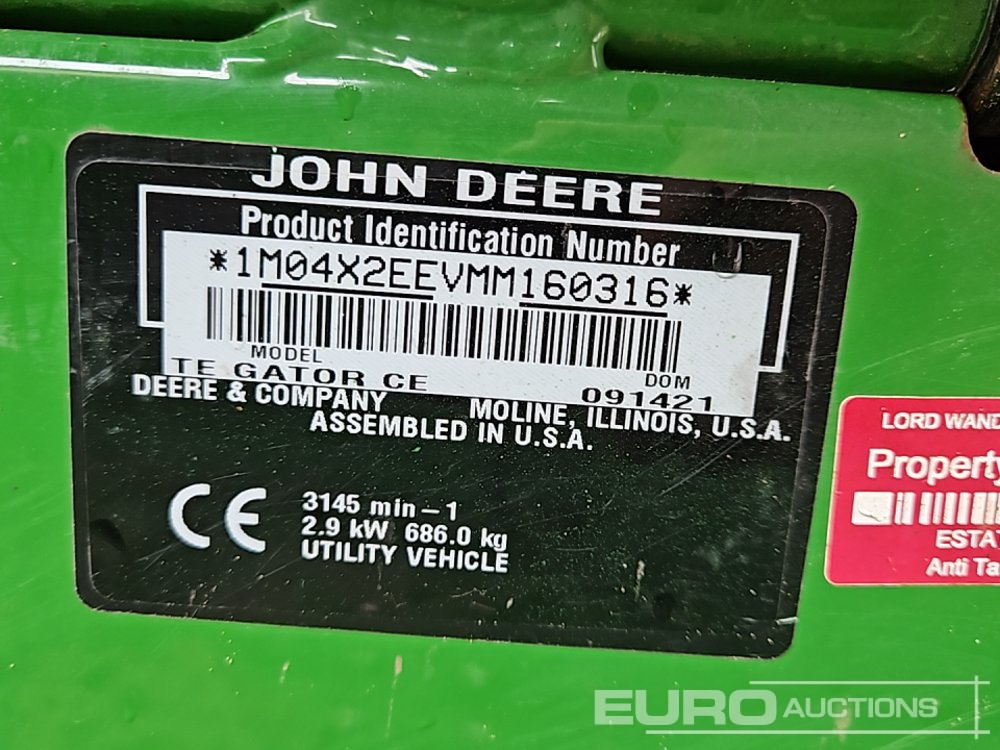 JOHN DEERE
Product Identification Number
*1M04X2EEVMM160316*
MODEL
DOM
TE GATOR CE
091421
DEERE & COMPANY
MOLINE, ILLINOIS, U.S.A.
ASSEMBLED IN U.S.A.
CE
3145 min-1
2.9 kW 686.0 kg
UTILITY VEHICLE
LORD WAND
Property
ESTAT
Anti Ta
EURO AUCTIONS